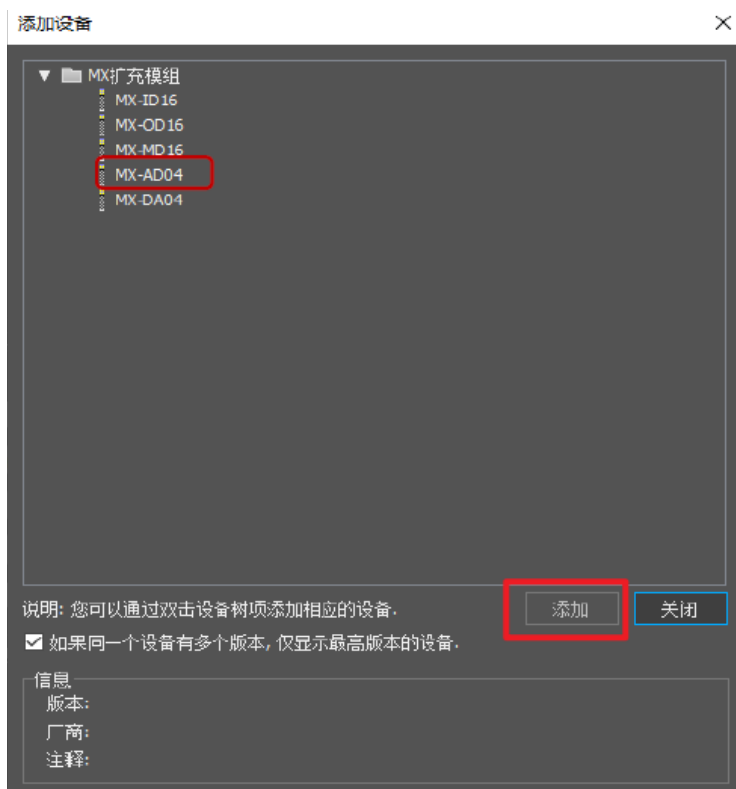 添加设备
MX扩充模组
MX-ID16
MX-OD16
MX-MD16
MX-AD04
MX-DA04
说明: 您可以通过双击设备树项添加相应的设备.
添加
关闭
如果同一个设备有多个版本, 仅显示最高版本的设备.
信息
版本:
厂商:
注释: